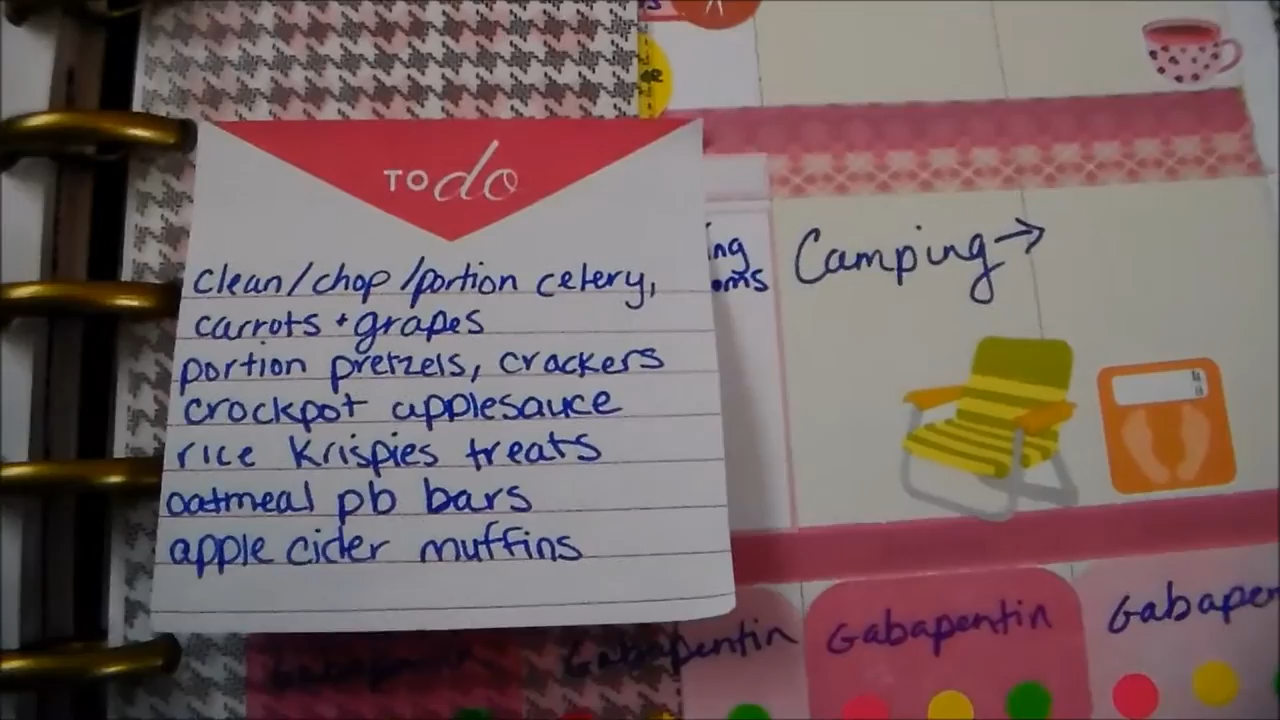 TO do
clean/chop/portion celery,
carrots + grapes
portion pretzels, crackers
crockpot applesauce
rice Krispies treats
oatmeal pb bars
apple cider muffins
Camping →
Gabapentin
Gabapentin